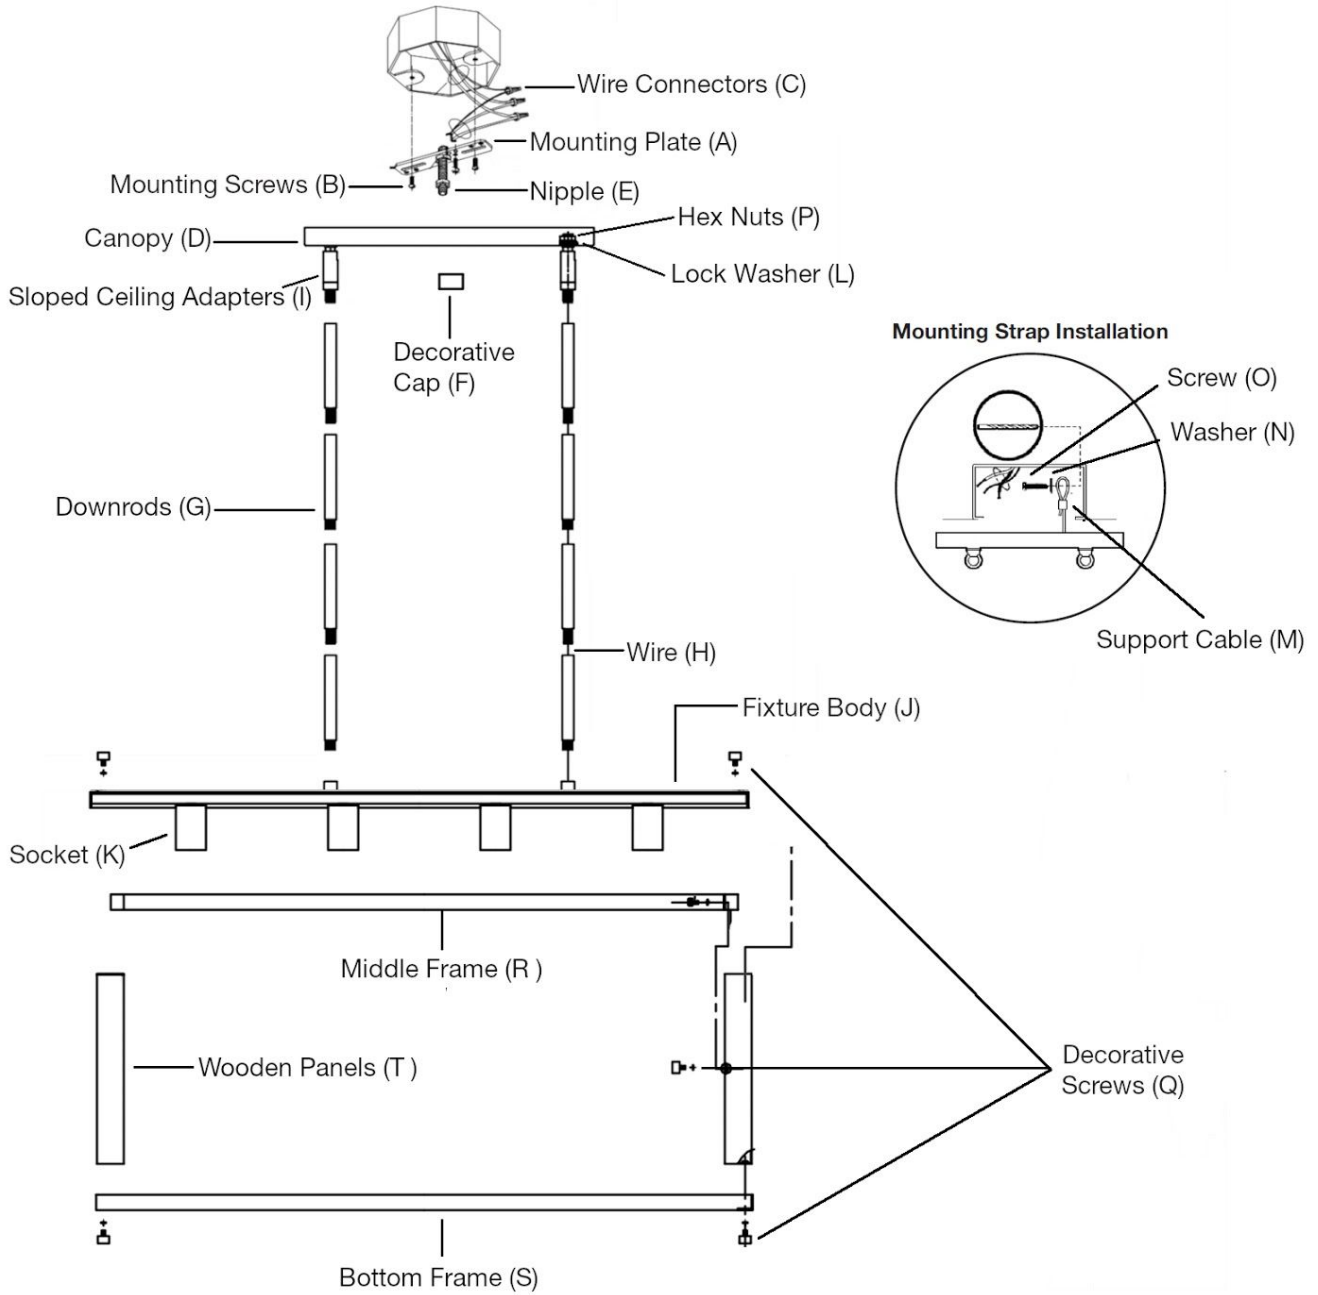 Wire Connectors (C)
Mounting Plate (A)
Mounting Screws (B)
Nipple (E)
Hex Nuts (P)
Canopy (D)
Lock Washer (L)
Sloped Ceiling Adapters (I)
Decorative
Cap (F)
Mounting Strap Installation
Screw (O)
Washer (N)
Downrods (G)
Support Cable (M)
Wire (H)
Fixture Body (J)
Socket (K)
Middle Frame (R )
Wooden Panels (T )
Decorative
Screws (Q)
Bottom Frame (S)